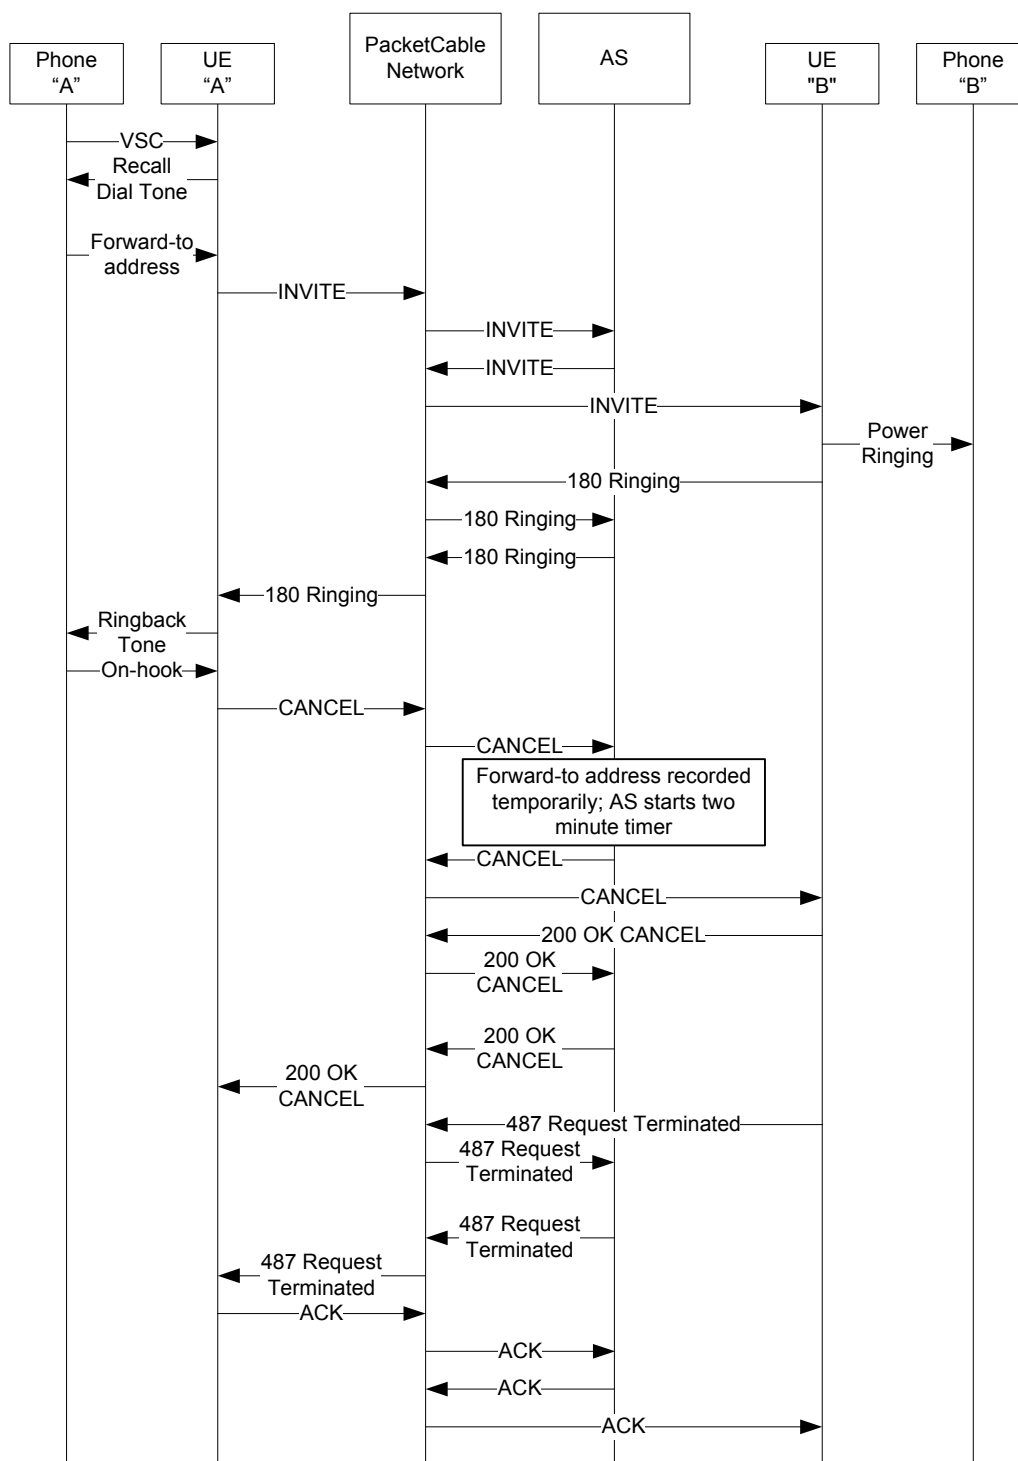 Phone
“A”
UE
“A”
PacketCable
Network
AS
UE
"B"
Phone
“B”
VSC
Recall
Dial Tone
Forward-to
address
INVITE
INVITE
INVITE
INVITE
Power
Ringing
180 Ringing
180 Ringing
180 Ringing
180 Ringing
Ringback
Tone
On-hook
CANCEL
CANCEL
Forward-to address recorded
temporarily; AS starts two
minute timer
CANCEL
CANCEL
200 OK CANCEL
200 OK
CANCEL
200 OK
CANCEL
200 OK
CANCEL
487 Request Terminated
487 Request
Terminated
487 Request
Terminated
487 Request
Terminated
ACK
ACK
ACK
ACK